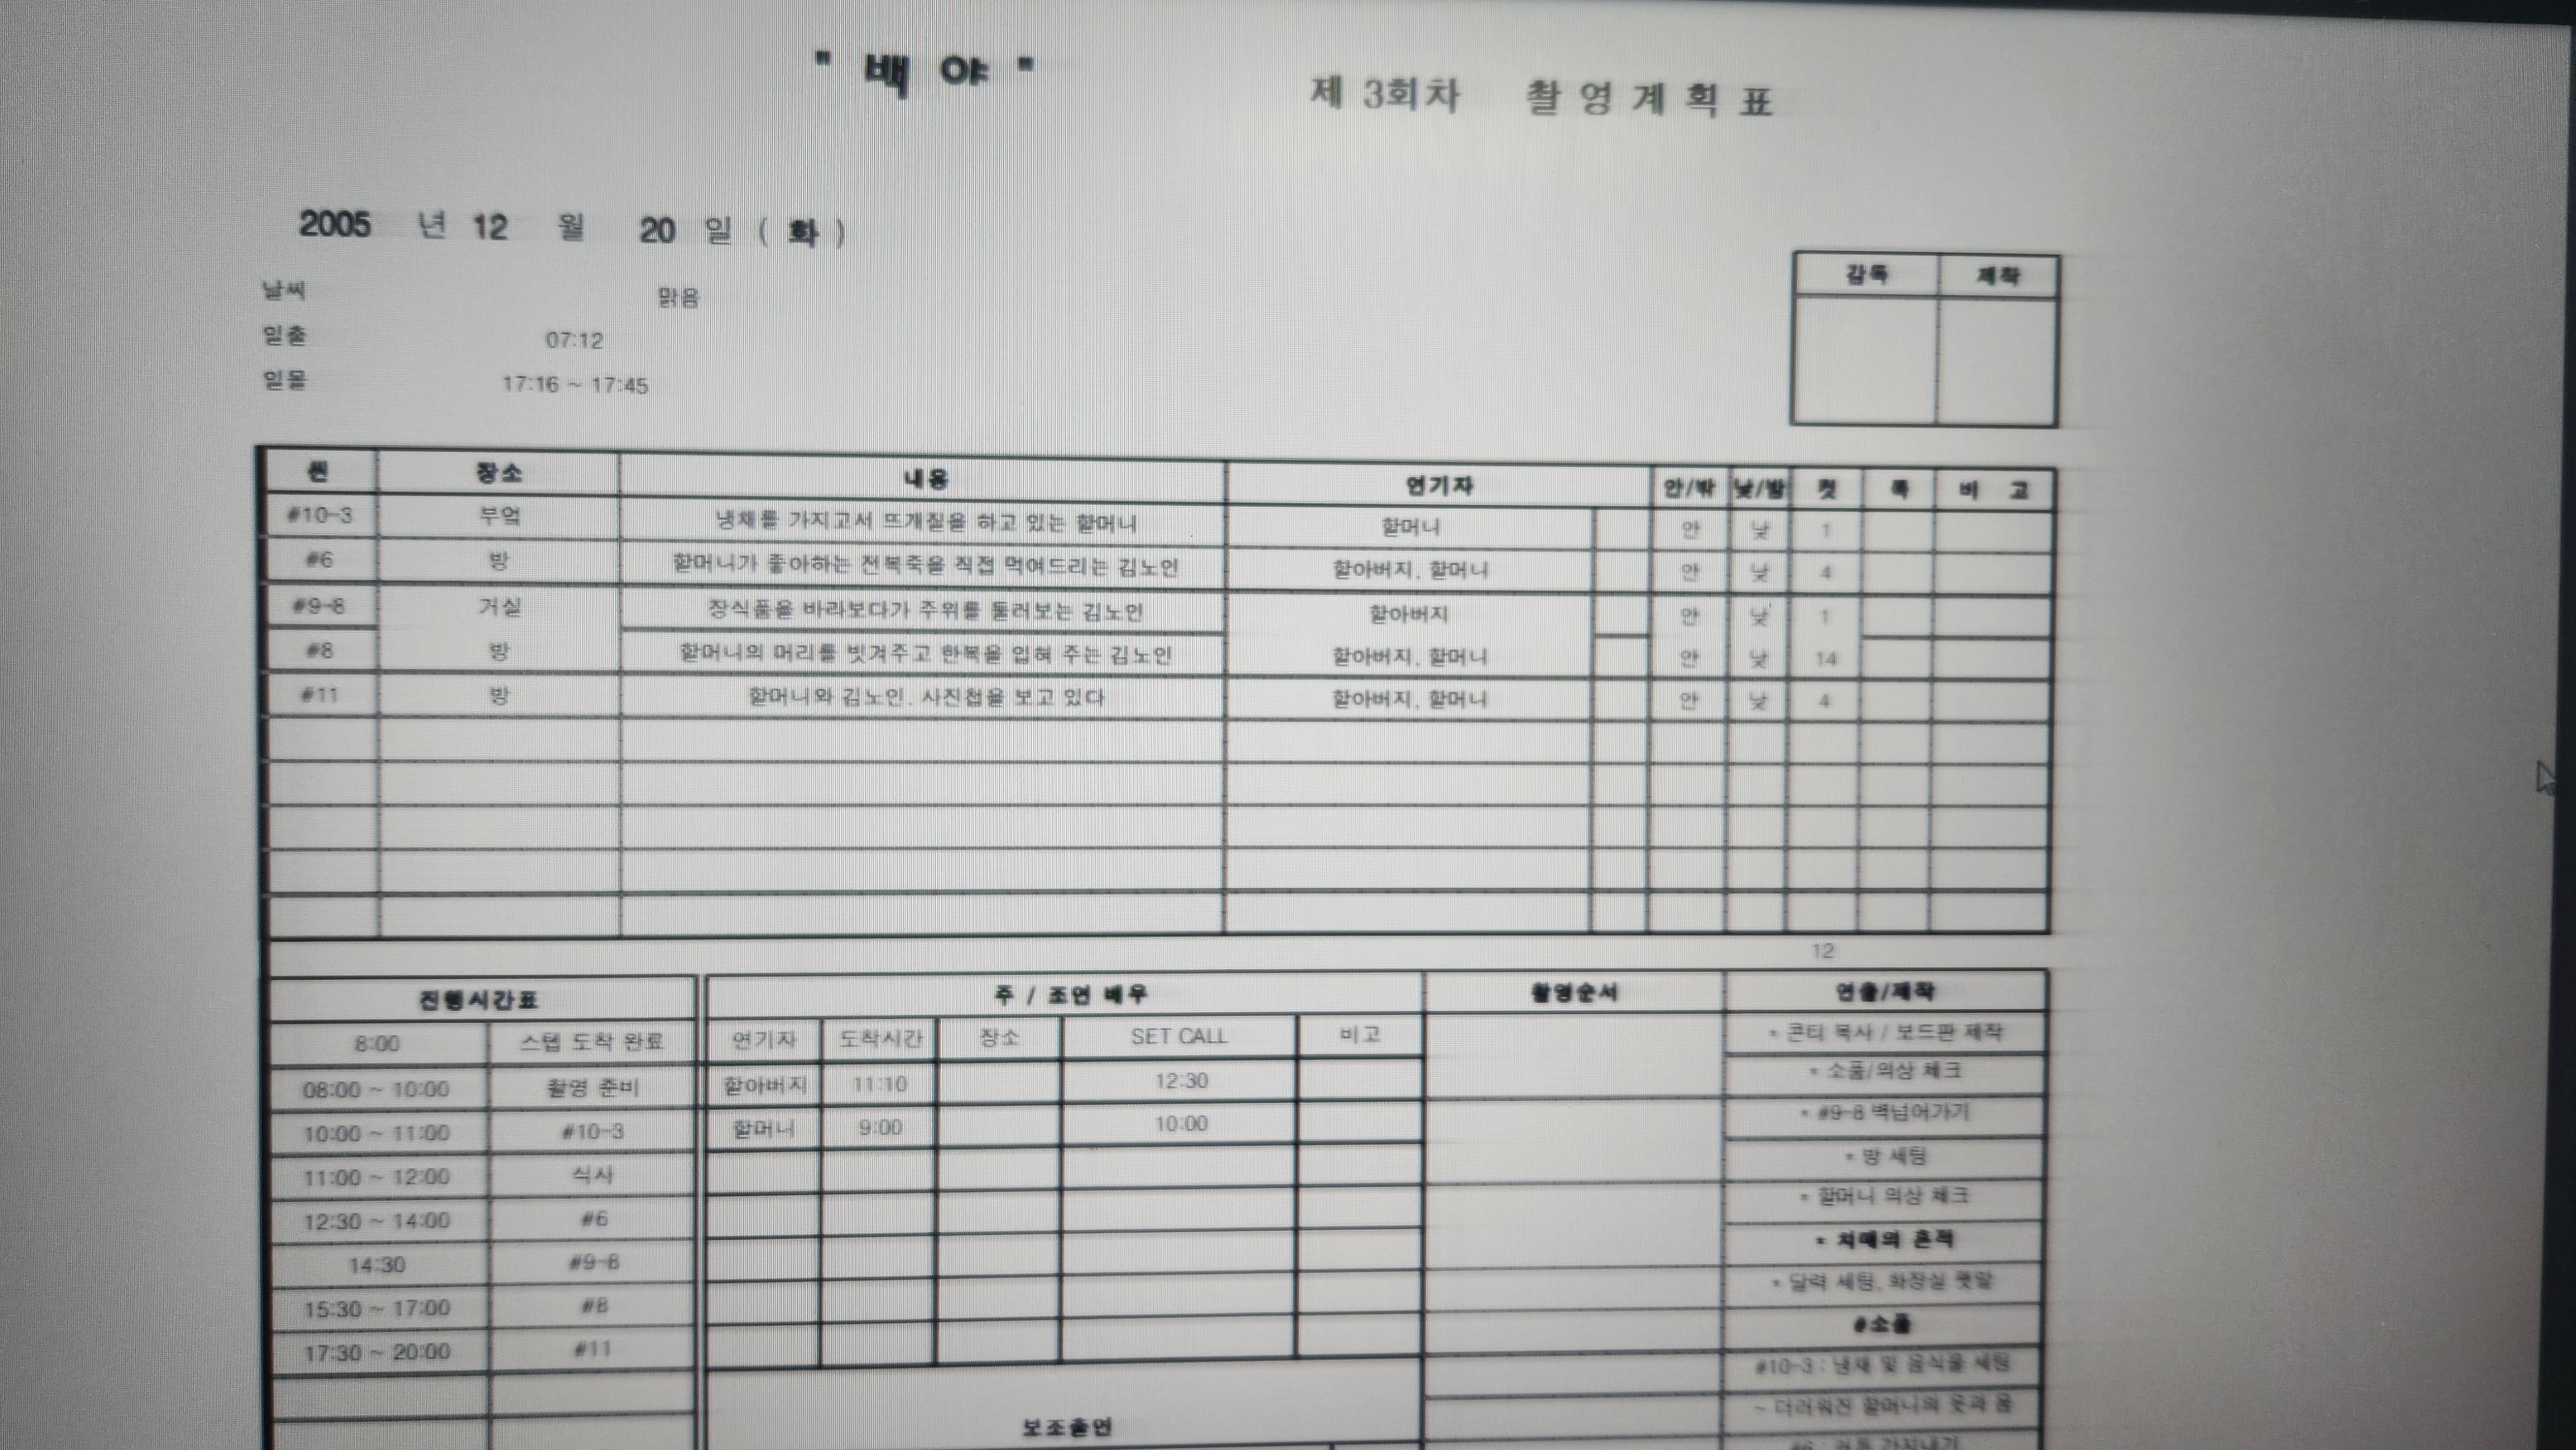 " 백 야 "
제 3회차 촬 영 계 획 표
2005 년 12 월 20 일 ( 화 )
날씨 맑음
일출 07:12
일몰 17:16 ~ 17:45
감독 제작
씬 장소 내용 연기자 안/밖 낮/밤 컷 쪽 비 고
#10-3 부엌 냉채를 가지고서 뜨개질을 하고 있는 할머니 할머니 안 낮 1
#6 방 할머니가 좋아하는 전복죽을 직접 먹여드리는 김노인 할아버지, 할머니 안 낮 4
#9-8 거실 장식품을 바라보다가 주위를 둘러보는 김노인 할아버지 안 낮 1
#8 방 할머니의 머리를 빗겨주고 한복을 입혀 주는 김노인 할아버지, 할머니 안 낮 14
#11 방 할머니와 김노인. 사진첩을 보고 있다 할아버지, 할머니 안 낮 4
12
진행시간표 주 / 조연 배우 촬영순서 연출/제작
8:00 스텝 도착 완료 연기자 도착시간 장소 SET CALL 비고 * 콘티 복사 / 보드판 제작
08:00 ~ 10:00 촬영 준비 할아버지 11:10 12:30 * 소품/의상 체크
10:00 ~ 11:00 #10-3 할머니 9:00 10:00 * #9-8 벽넘어가기
11:00 ~ 12:00 식사 * 방 세팅
12:30 ~ 14:00 #6 * 할머니 의상 체크
14:30 #9-8 * 치매의 흔적
15:30 ~ 17:00 #8 * 달력 세팅, 화장실 팻말
17:30 ~ 20:00 #11 #소품
#10-3 : 냉채 및 음식물 세팅
보조출연 ~ 더러워진 할머니의 옷과 몸